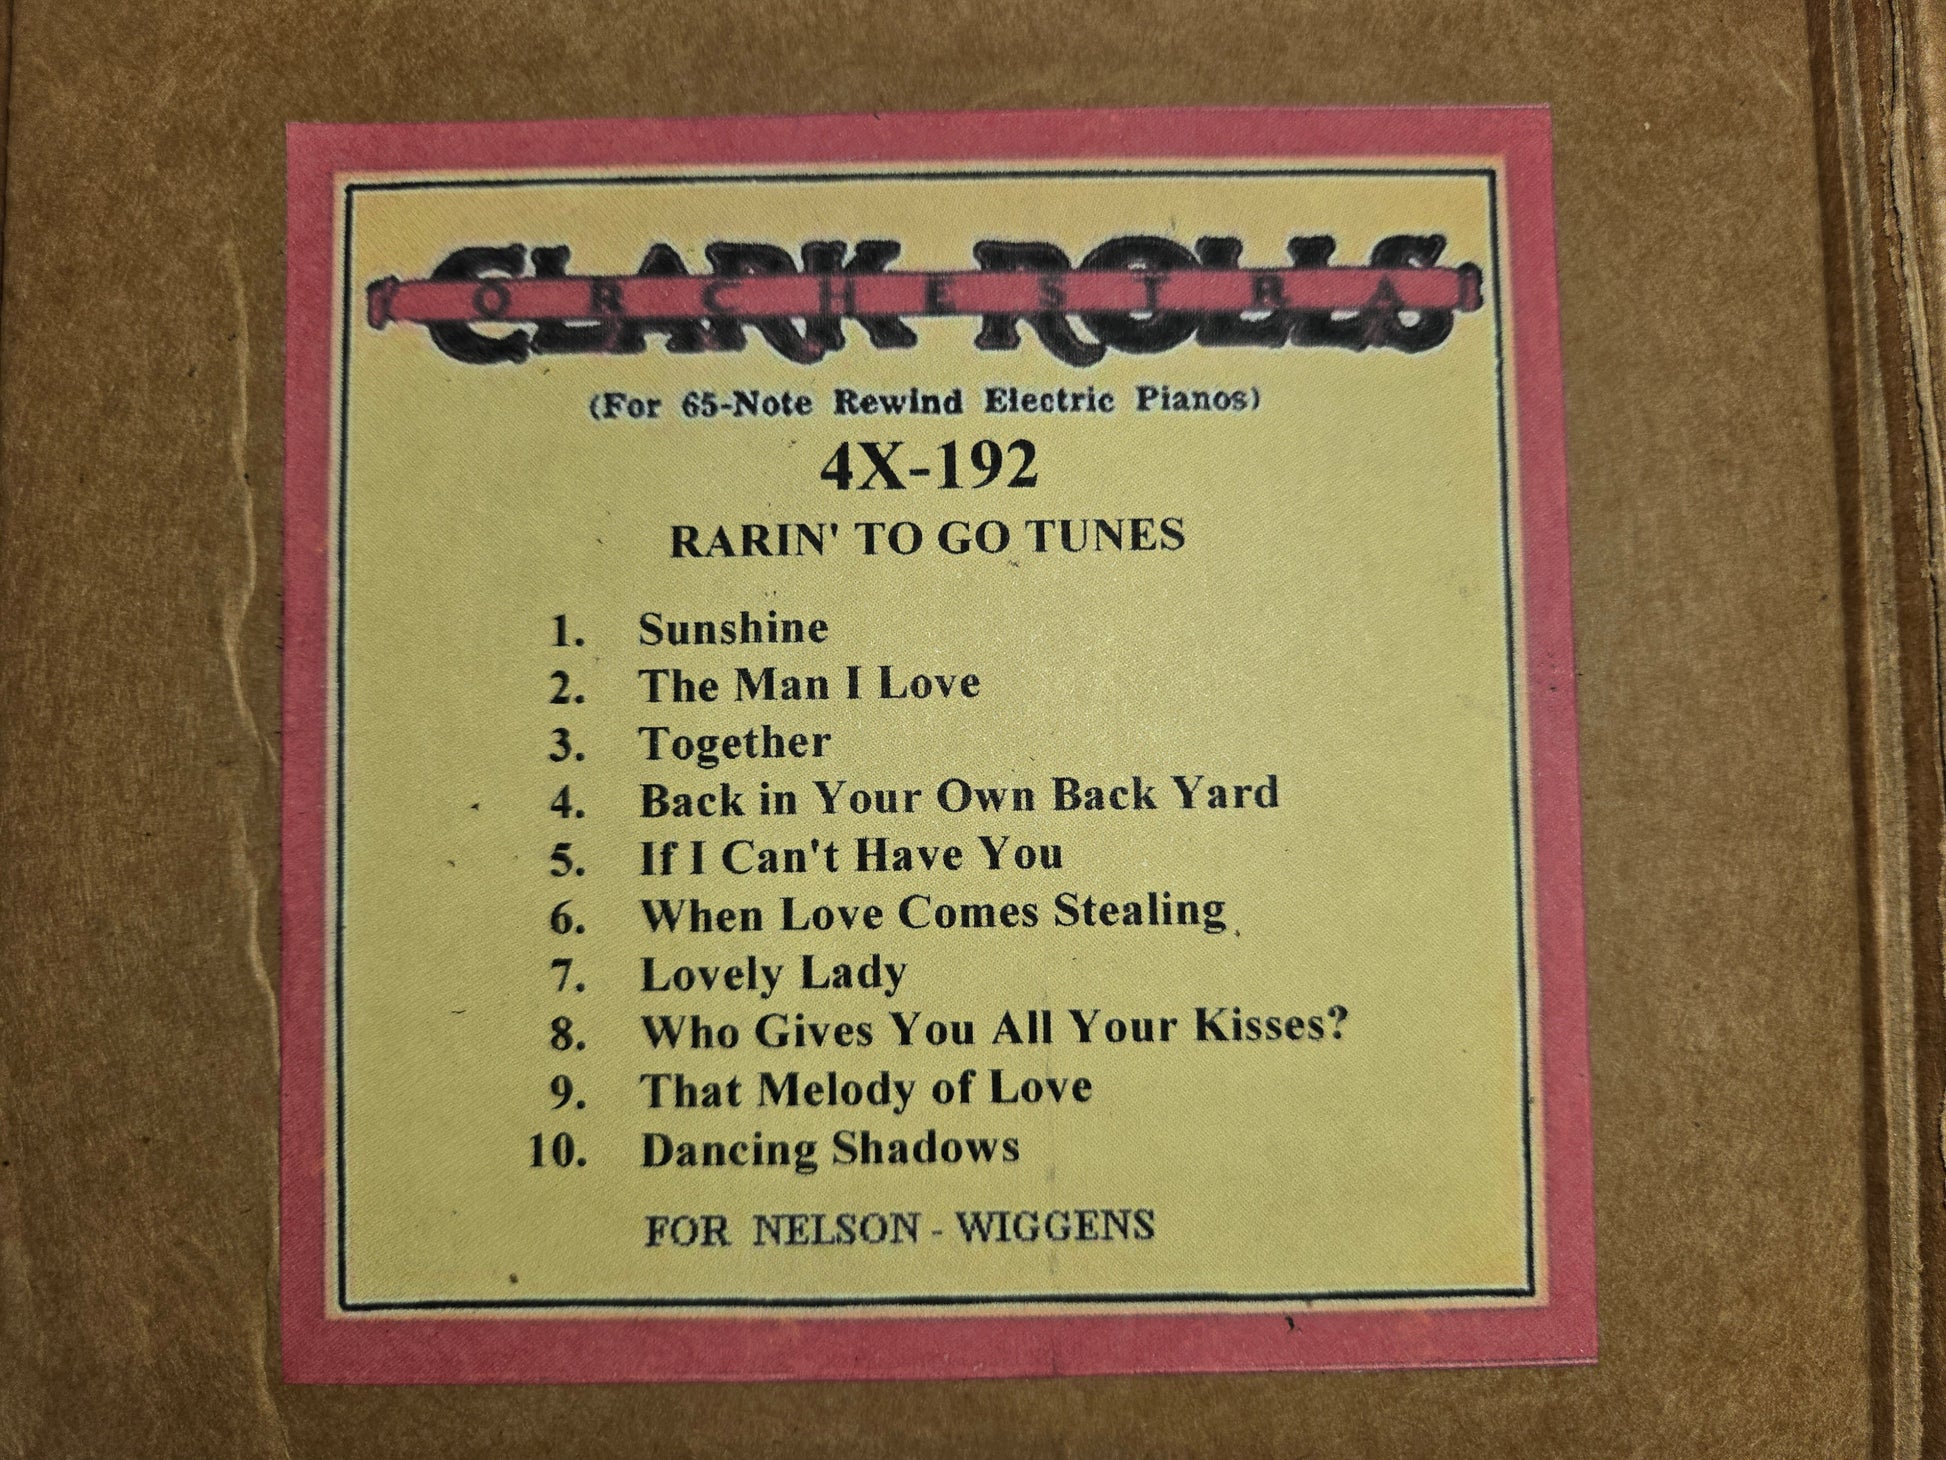 CLARK ROLLS
ORCHESTRA
(For 65-Note Rewind Electric Pianos)
4X-192
RARIN' TO GO TUNES
1. Sunshine
2. The Man I Love
3. Together
4. Back in Your Own Back Yard
5. If I Can't Have You
6. When Love Comes Stealing
7. Lovely Lady
8. Who Gives You All Your Kisses?
9. That Melody of Love
10. Dancing Shadows
FOR NELSON - WIGGENS